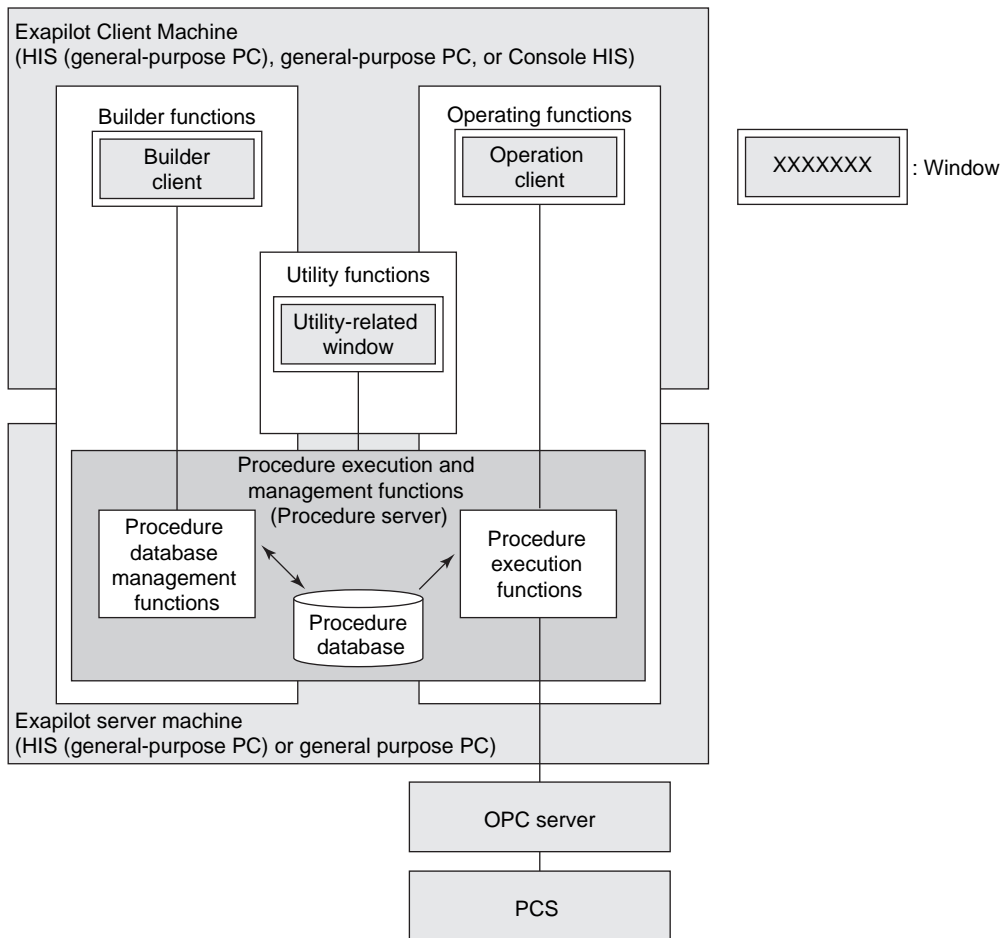 Exapilot Client Machine
(HIS (general-purpose PC), general-purpose PC, or Console HIS)
Builder functions
Builder
client
Operating functions
Operation
client
XXXXXXX
: Window
Utility functions
Utility-related
window
Procedure execution and
management functions
(Procedure server)
Procedure
database
management
functions
Procedure
execution
functions
Procedure
database
Exapilot server machine
(HIS (general-purpose PC) or general purpose PC)
OPC server
PCS